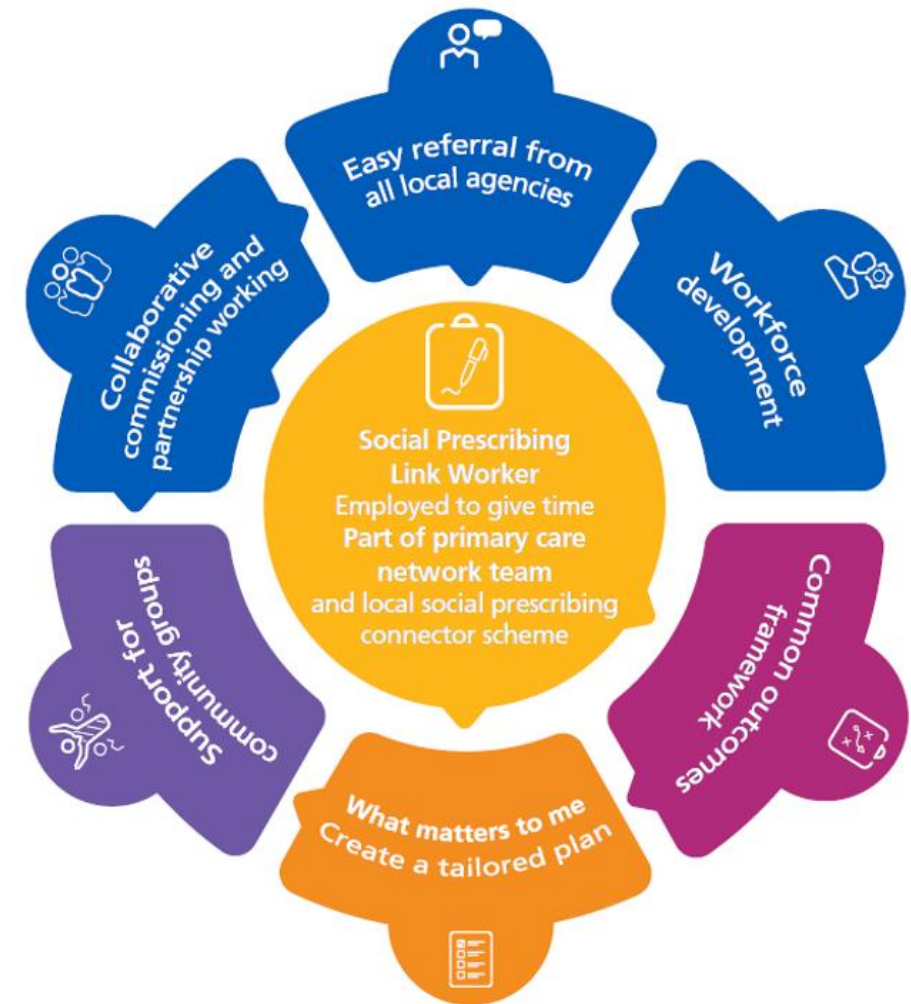 Easy referral from
all local agencies
Workforce
development
Common outcomes
framework
What matters to me
Create a tailored plan
Support for
community groups
Collaborative
commissioning and
partnership working
Social Prescribing
Link Worker
Employed to give time
Part of primary care
network team
and local social prescribing
connector scheme